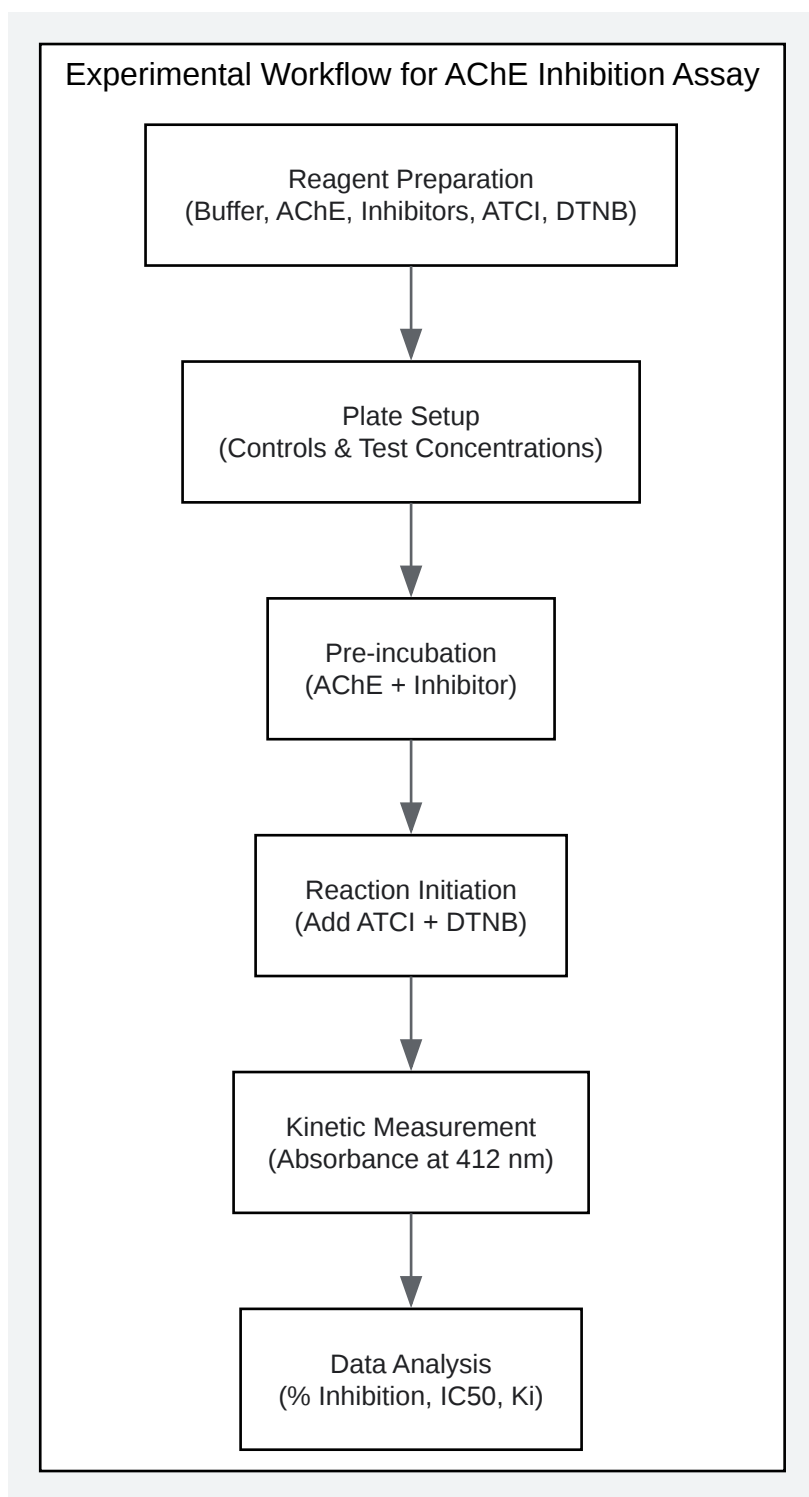 Experimental Workflow for AChE Inhibition Assay
Reagent Preparation
(Buffer, AChE, Inhibitors, ATCI, DTNB)
Plate Setup
(Controls & Test Concentrations)
Pre-incubation
(AChE + Inhibitor)
Reaction Initiation
(Add ATCI + DTNB)
Kinetic Measurement
(Absorbance at 412 nm)
Data Analysis
(% Inhibition, IC50, Ki)